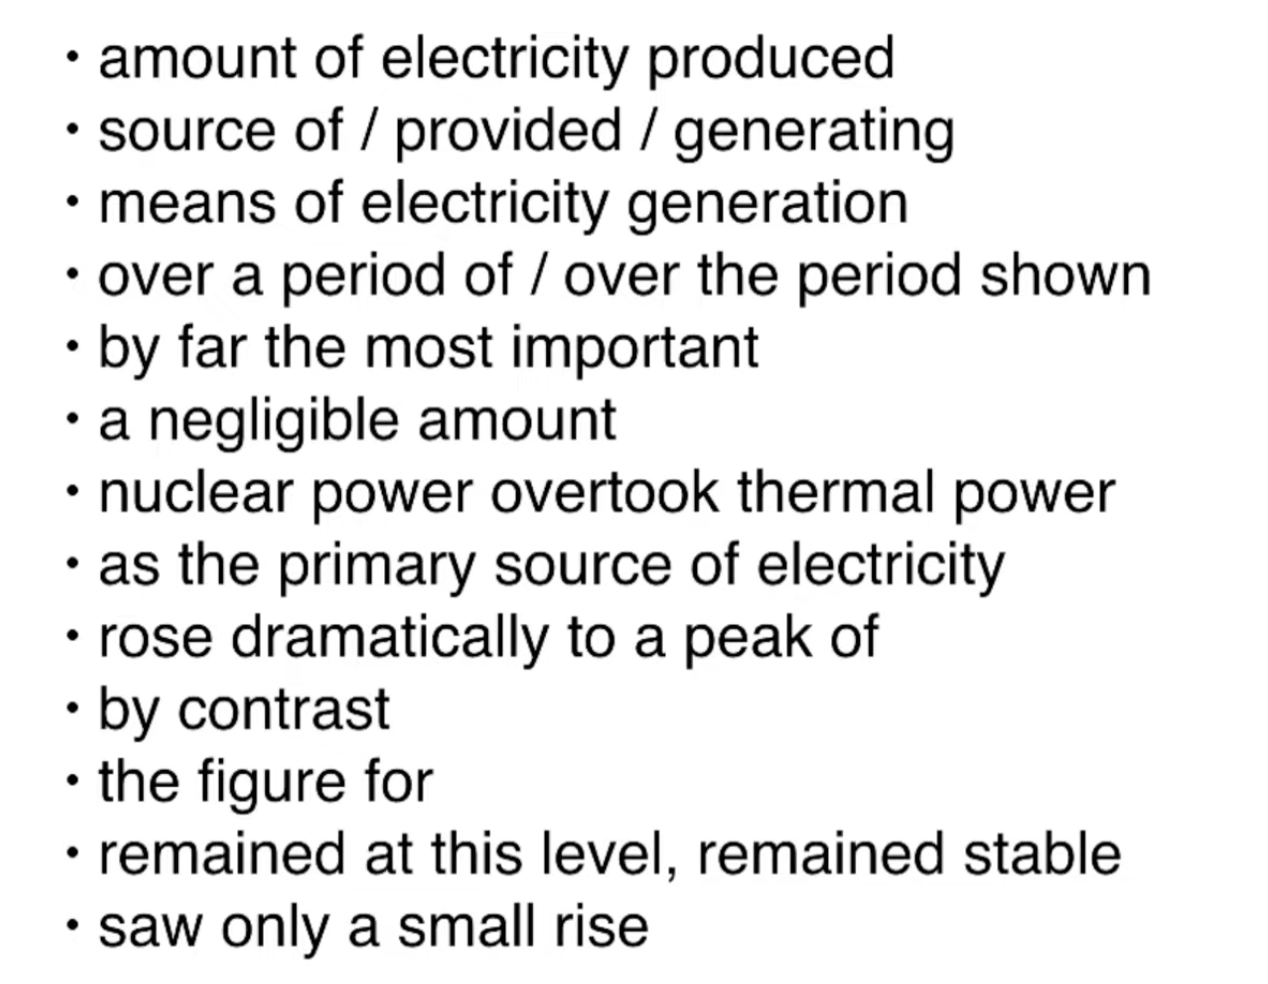 • amount of electricity produced
• source of / provided / generating
• means of electricity generation
• over a period of / over the period shown
• by far the most important
• a negligible amount
• nuclear power overtook thermal power
• as the primary source of electricity
• rose dramatically to a peak of
• by contrast
• the figure for
• remained at this level, remained stable
• saw only a small rise